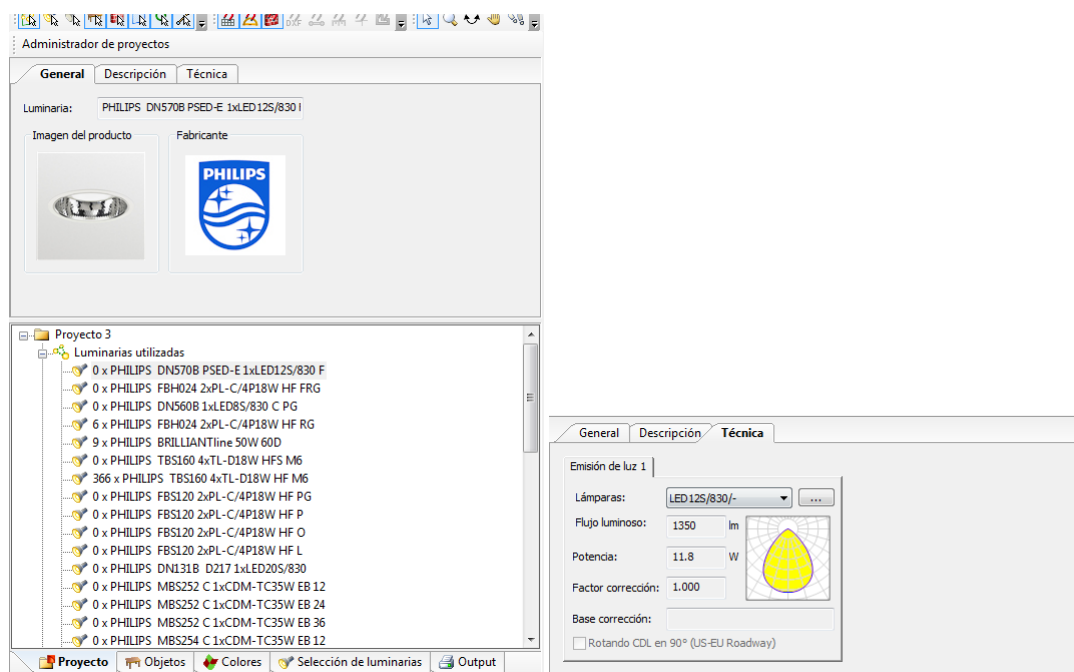 Administrador de proyectos
General Descripción Técnica
Luminaria: PHILIPS DN570B PSED-E 1xLED12S/830 I
Imagen del producto Fabricante
PHILIPS
Proyecto 3
Luminarias utilizadas
0 x PHILIPS DN570B PSED-E 1xLED12S/830 F
0 x PHILIPS FBH024 2xPL-C/4P18W HF FRG
0 x PHILIPS DN560B 1xLED8S/830 C PG
6 x PHILIPS FBH024 2xPL-C/4P18W HF RG
9 x PHILIPS BRILLIANTline 50W 60D
0 x PHILIPS TBS160 4xTL-D18W HFS M6
366 x PHILIPS TBS160 4xTL-D18W HF M6
0 x PHILIPS FBS120 2xPL-C/4P18W HF PG
0 x PHILIPS FBS120 2xPL-C/4P18W HF P
0 x PHILIPS FBS120 2xPL-C/4P18W HF O
0 x PHILIPS FBS120 2xPL-C/4P18W HF L
0 x PHILIPS DN131B D217 1xLED20S/830
0 x PHILIPS MBS252 C 1xCDM-TC35W EB 12
0 x PHILIPS MBS252 C 1xCDM-TC35W EB 24
0 x PHILIPS MBS252 C 1xCDM-TC35W EB 36
0 x PHILIPS MBS254 C 1xCDM-TC35W EB 12
Proyecto Objetos Colores Selección de luminarias Output
General Descripción Técnica
Emisión de luz 1
Lámparas: LED12S/830/- ...
Flujo luminoso: 1350 lm
Potencia: 11.8 W
Factor corrección: 1.000
Base corrección:
Rotando CDL en 90° (US-EU Roadway)